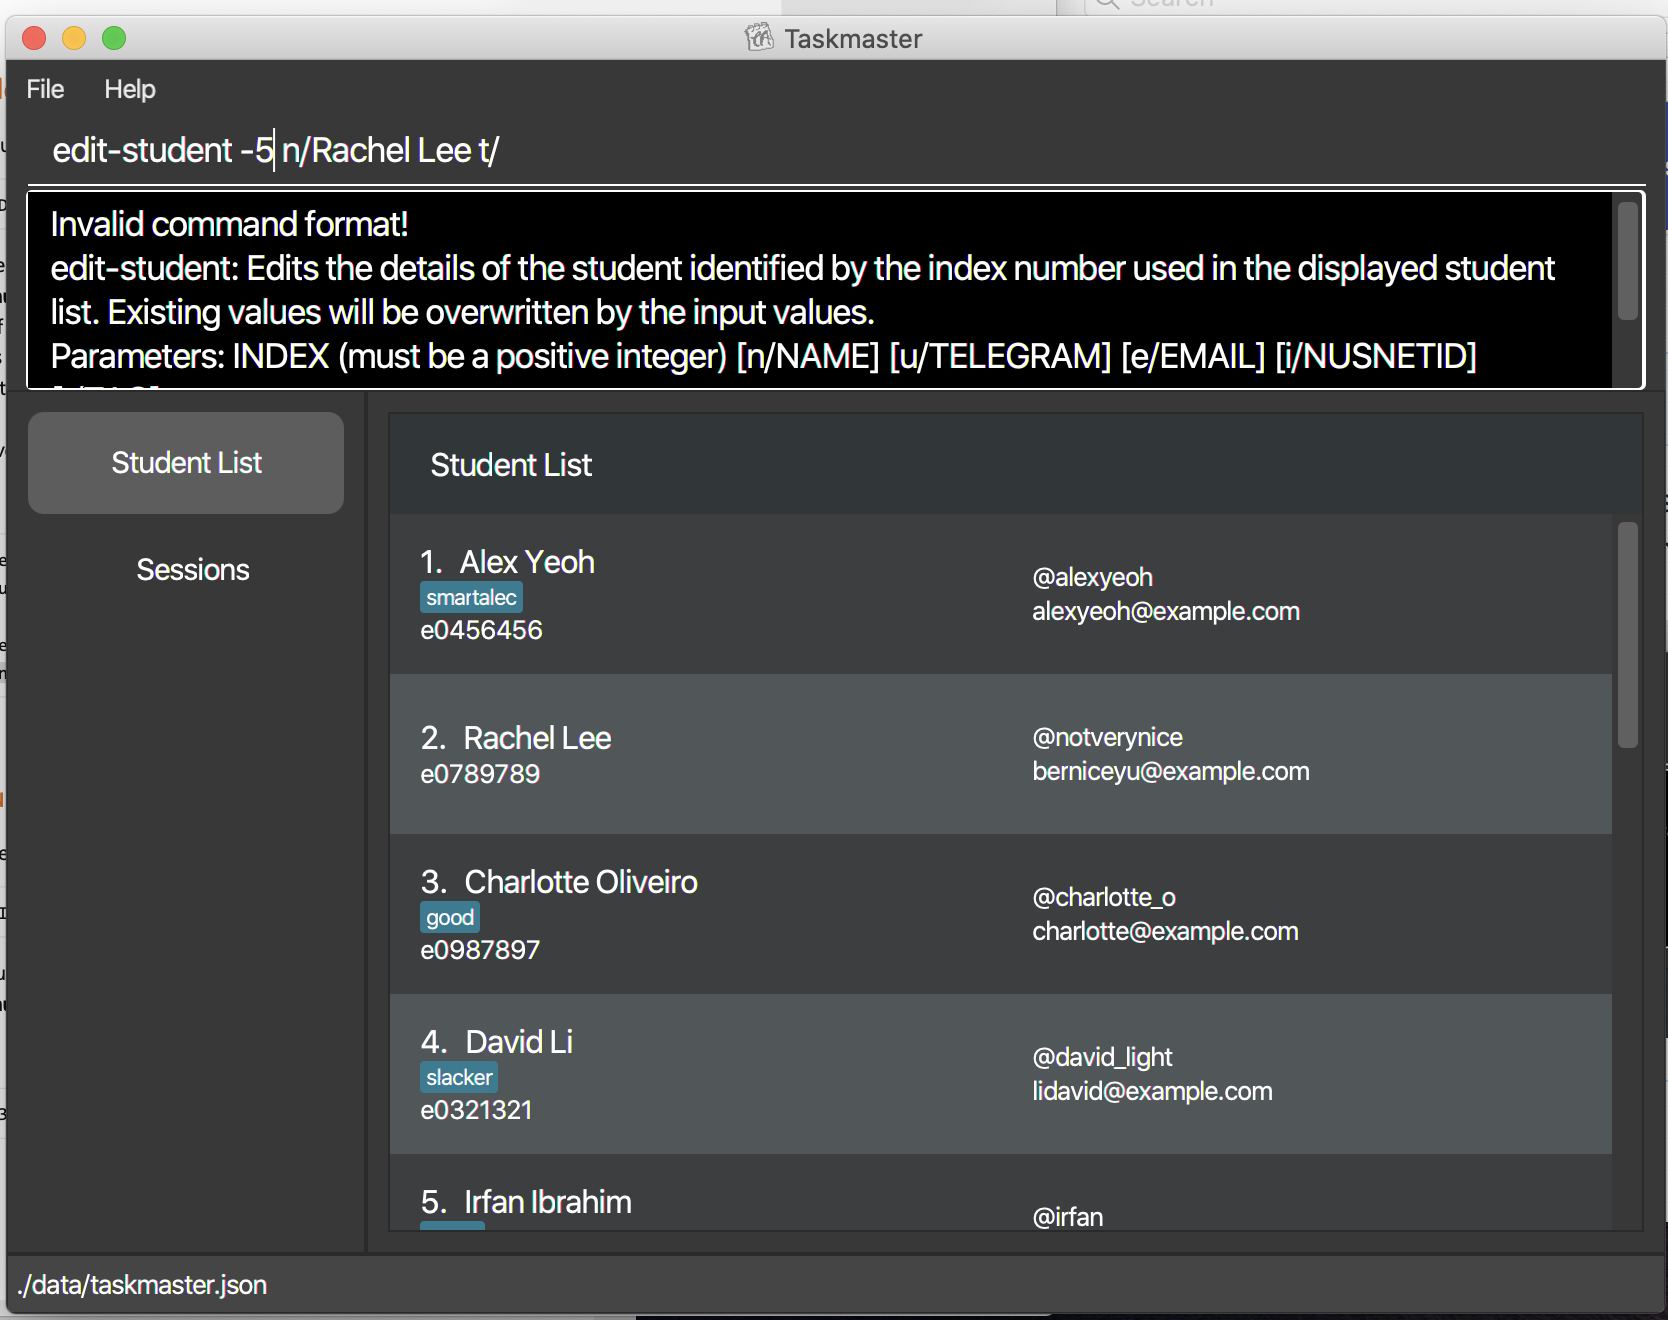 Search
Taskmaster
File Help
edit-student -5 n/Rachel Lee t/
Invalid command format!
edit-student: Edits the details of the student identified by the index number used in the displayed student
list. Existing values will be overwritten by the input values.
Parameters: INDEX (must be a positive integer) [n/NAME] [u/TELEGRAM] [e/EMAIL] [i/NUSNETID]
Student List
Sessions
Student List
1. Alex Yeoh
smartalec
e0456456
@alexyeoh
alexyeoh@example.com
2. Rachel Lee
e0789789
@notverynice
berniceyu@example.com
3. Charlotte Oliveiro
good
e0987897
@charlotte_o
charlotte@example.com
4. David Li
slacker
e0321321
@david_light
lidavid@example.com
5. Irfan Ibrahim
@irfan
./data/taskmaster.json